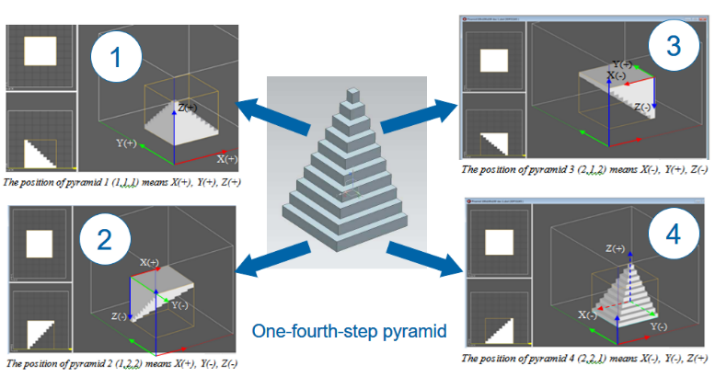 1
Z(+)
Y(+)
X(+)
The position of pyramid 1 (1,1,1) means X(+), Y(+), Z(+)
2
X(+)
Y(-)
Z(-)
The position of pyramid 2 (1,2,2) means X(+), Y(-), Z(-)
One-fourth-step pyramid
3
Y(+)
X(-)
Z(-)
The position of pyramid 3 (2,1,2) means X(-), Y(+), Z(-)
4
Z(+)
X(-)
Y(-)
The position of pyramid 4 (2,2,1) means X(-), Y(-), Z(+)